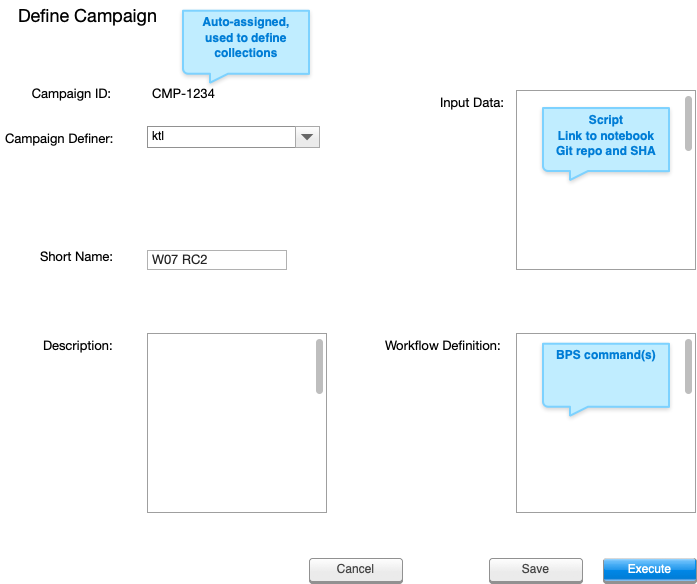 Define Campaign
Auto-assigned,
used to define
collections
Campaign ID:
CMP-1234
Input Data:
Script
Link to notebook
Git repo and SHA
Campaign Definer:
ktl
Short Name:
W07 RC2
Description:
Workflow Definition:
BPS command(s)
Cancel
Save
Execute